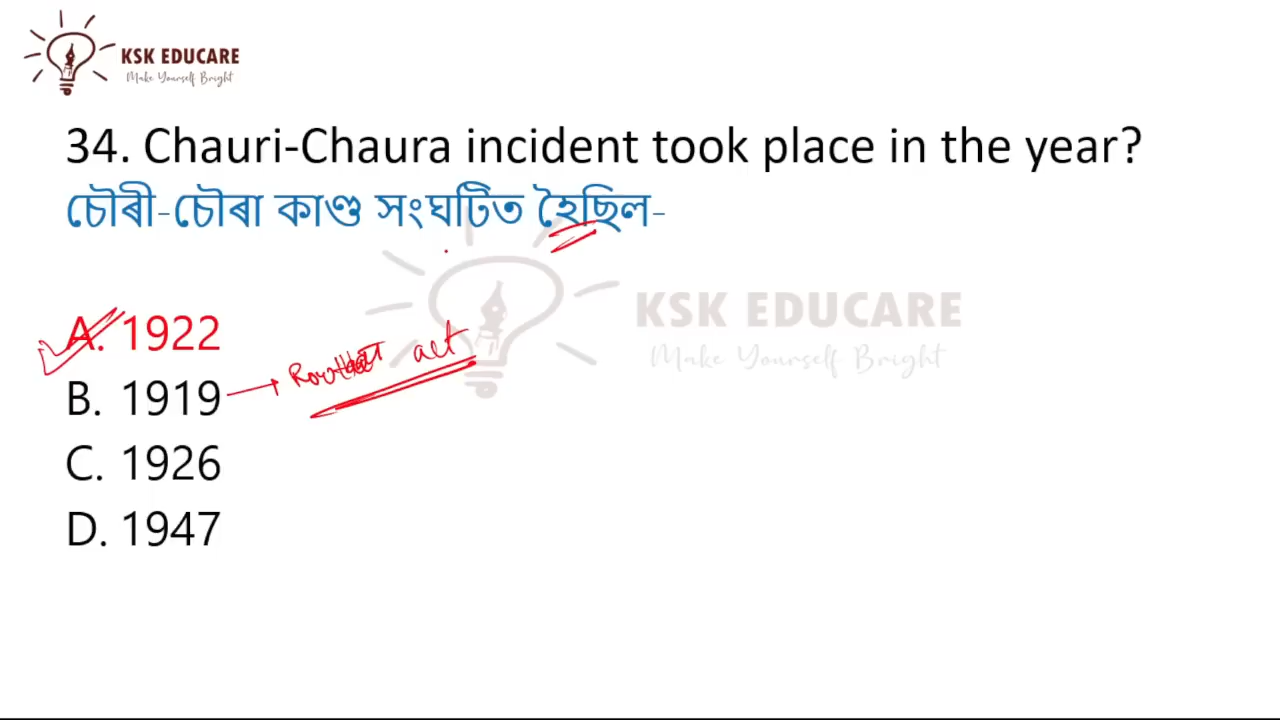 KSK EDUCARE
Make Yourself Bright
34. Chauri-Chaura incident took place in the year?
চৌৰী-চৌৰা কাণ্ড সংঘটিত হৈছিল-
KSK EDUCARE
Make Yourself Bright
A. 1922
act
B. 1919
C. 1926
D. 1947